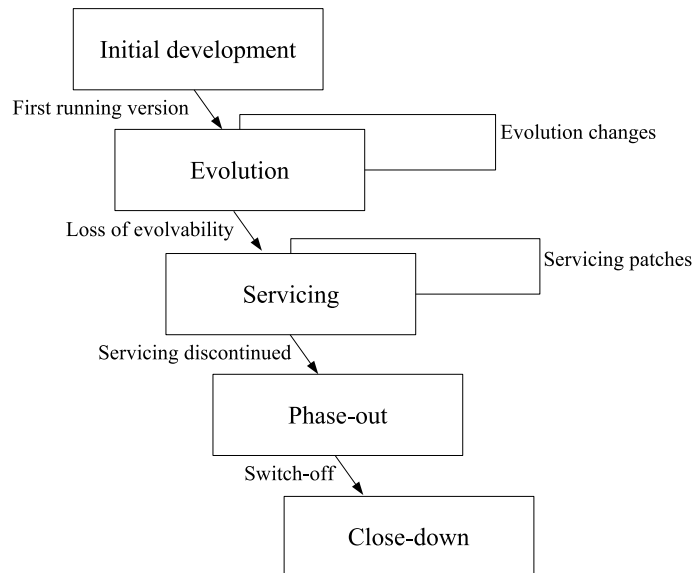 Initial development
First running version
Evolution changes
Evolution
Loss of evolvability
Servicing patches
Servicing
Servicing discontinued
Phase-out
Switch-off
Close-down